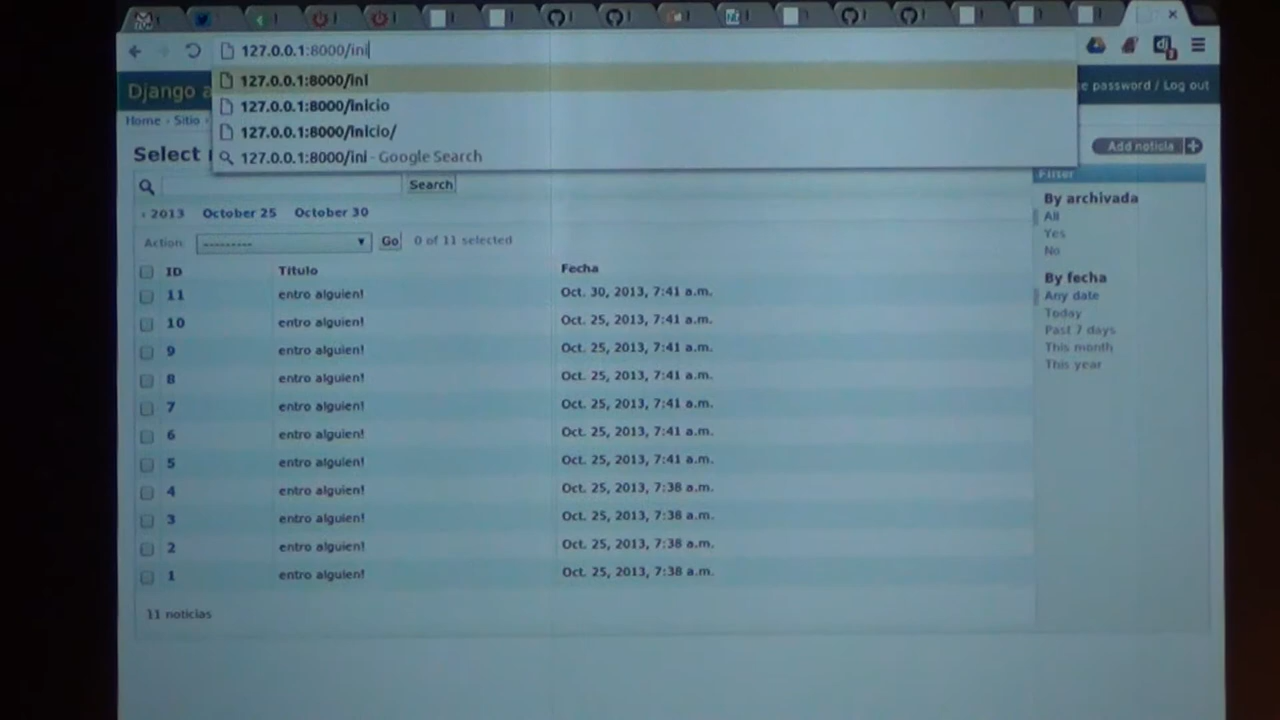 127.0.0.1:8000/ini
127.0.0.1:8000/ini
127.0.0.1:8000/inicio
127.0.0.1:8000/inicio/
127.0.0.1:8000/ini - Google Search
Django a
e password / Log out
Home › Sitio ›
Select
Add noticia +
Search
Filter
‹ 2013 October 25 October 30
By archivada
All
Yes
No
Action: --------- Go 0 of 11 selected
By fecha
Any date
Today
Past 7 days
This month
This year
ID Titulo Fecha
11 entro alguien! Oct. 30, 2013, 7:41 a.m.
10 entro alguien! Oct. 25, 2013, 7:41 a.m.
9 entro alguien! Oct. 25, 2013, 7:41 a.m.
8 entro alguien! Oct. 25, 2013, 7:41 a.m.
7 entro alguien! Oct. 25, 2013, 7:41 a.m.
6 entro alguien! Oct. 25, 2013, 7:41 a.m.
5 entro alguien! Oct. 25, 2013, 7:41 a.m.
4 entro alguien! Oct. 25, 2013, 7:38 a.m.
3 entro alguien! Oct. 25, 2013, 7:38 a.m.
2 entro alguien! Oct. 25, 2013, 7:38 a.m.
1 entro alguien! Oct. 25, 2013, 7:38 a.m.
11 noticias